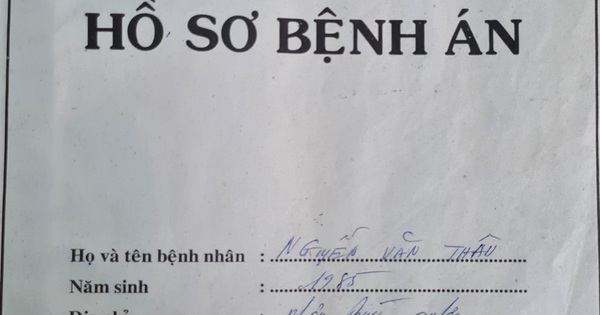 HỒ SƠ BỆNH ÁN
Họ và tên bệnh nhân : NGUYỄN VĂN THÂU
Năm sinh : 1985